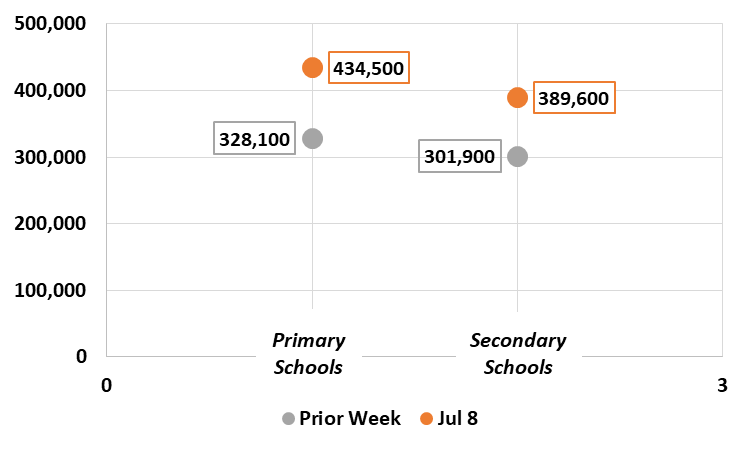 500,000
400,000
300,000
200,000
100,000
0
434,500
389,600
328,100
301,900
Primary
Schools
Secondary
Schools
0
3
Prior Week
Jul 8